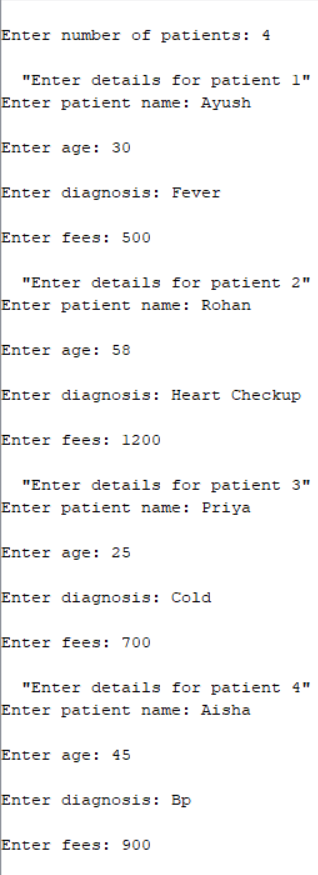 Enter number of patients: 4
"Enter details for patient 1"
Enter patient name: Ayush
Enter age: 30
Enter diagnosis: Fever
Enter fees: 500
"Enter details for patient 2"
Enter patient name: Rohan
Enter age: 58
Enter diagnosis: Heart Checkup
Enter fees: 1200
"Enter details for patient 3"
Enter patient name: Priya
Enter age: 25
Enter diagnosis: Cold
Enter fees: 700
"Enter details for patient 4"
Enter patient name: Aisha
Enter age: 45
Enter diagnosis: Bp
Enter fees: 900